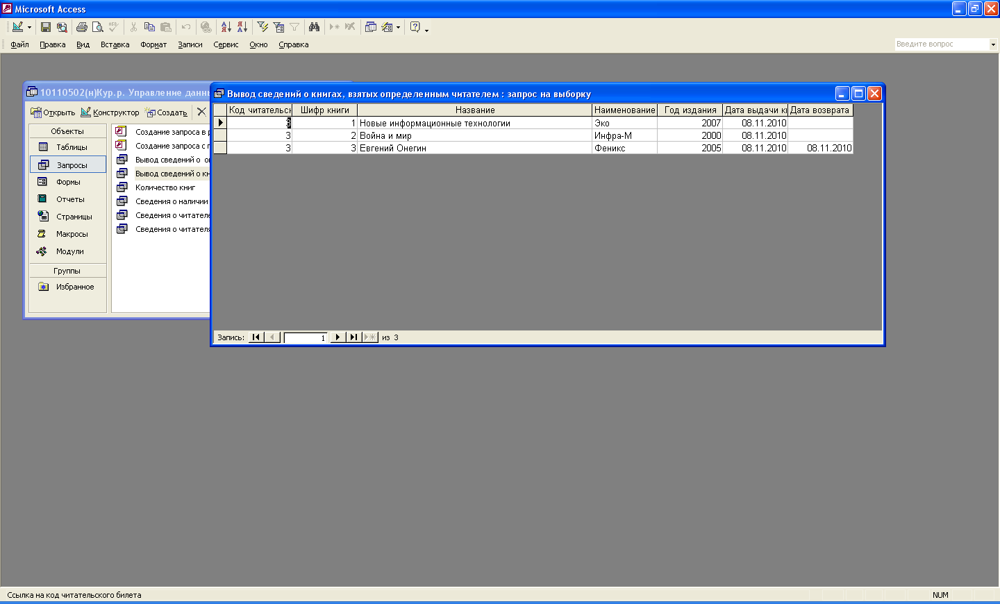 Microsoft Access
Файл Правка Вид Вставка Формат Записи Сервис Окно Справка
Введите вопрос
10110502(н)Кур.р. Управление данны
Открыть Конструктор Создать
Объекты
Таблицы
Запросы
Формы
Отчеты
Страницы
Макросы
Модули
Группы
Избранное
Создание запроса в р
Создание запроса с п
Вывод сведений о о
Вывод сведений о кн
Количество книг
Сведения о наличии
Сведения о читателе
Сведения о читателя
Вывод сведений о книгах, взятых определенным читателем : запрос на выборку
Код читательск Шифр книги Название Наименование Год издания Дата выдачи к Дата возврата
3 1 Новые информационные технологии Эко 2007 08.11.2010
3 2 Война и мир Инфра-М 2000 08.11.2010
3 3 Евгений Онегин Феникс 2005 08.11.2010 08.11.2010
Запись: 1 из 3
Ссылка на код читательского билета
NUM